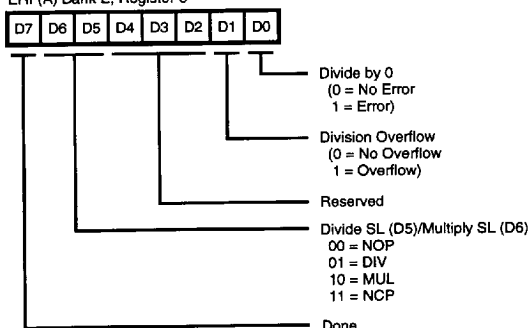 (A) Bank E, Register
D7 D6 D5 D4 D3 D2 D1 D0
Divide by 0
(0 = No Error
1 = Error)
Division Overflow
(0 = No Overflow
1 = Overflow)
Reserved
Divide SL (D5)/Multiply SL (D6)
00 = NOP
01 = DIV
10 = MUL
11 = NCP
Done